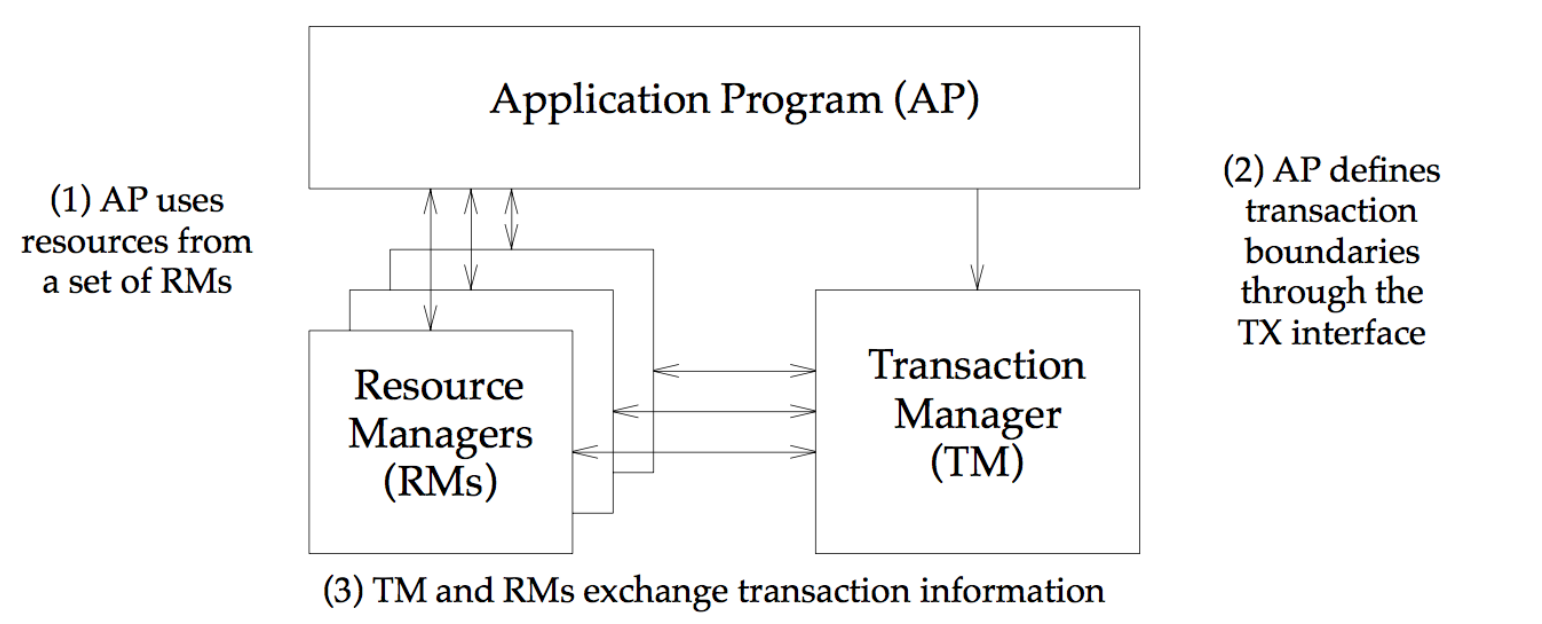 Application Program (AP)
(1) AP uses
resources from
a set of RMs
(2) AP defines
transaction
boundaries
through the
TX interface
Resource
Managers
(RMs)
Transaction
Manager
(TM)
(3) TM and RMs exchange transaction information